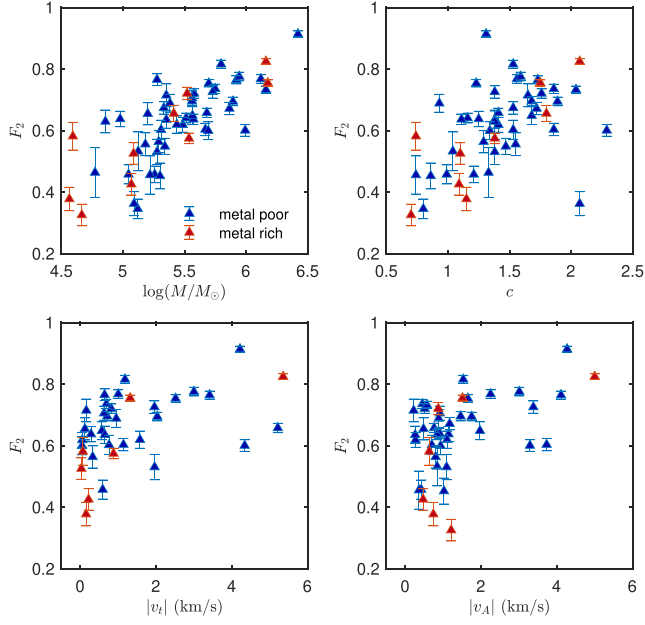 1
0.8
0.6
0.4
0.2
F₂
4.5 5 5.5 6 6.5
log(M/M⊙)
metal poor
metal rich
1
0.8
0.6
0.4
0.2
F₂
0.5 1 1.5 2 2.5
c
1
0.8
0.6
0.4
0.2
F₂
0 2 4 6
|vₜ| (km/s)
1
0.8
0.6
0.4
0.2
F₂
0 2 4 6
|v_A| (km/s)